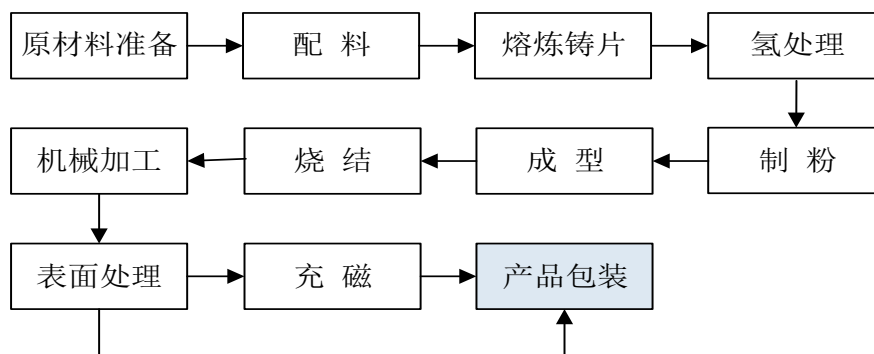 原材料准备
配 料
熔炼铸片
氢处理
机械加工
烧 结
成 型
制 粉
表面处理
充 磁
产品包装